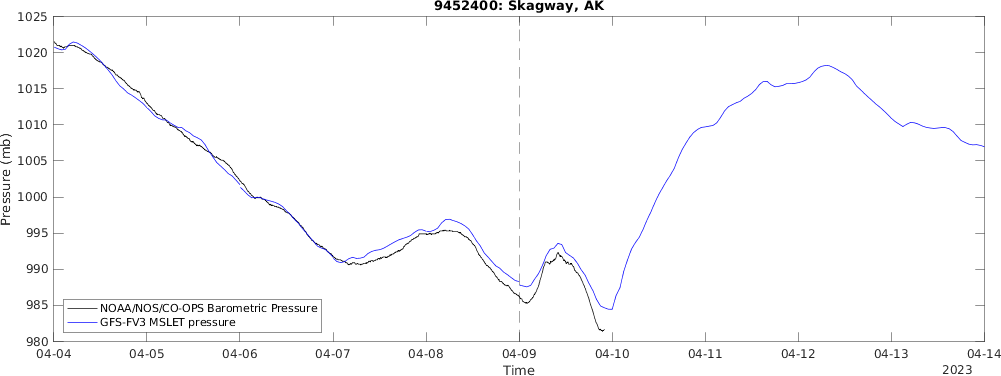 9452400: Skagway, AK
Pressure (mb)
1025
1020
1015
1010
1005
1000
995
990
985
980
NOAA/NOS/CO-OPS Barometric Pressure
GFS-FV3 MSLET pressure
04-04 04-05 04-06 04-07 04-08 04-09 04-10 04-11 04-12 04-13 04-14
Time
2023